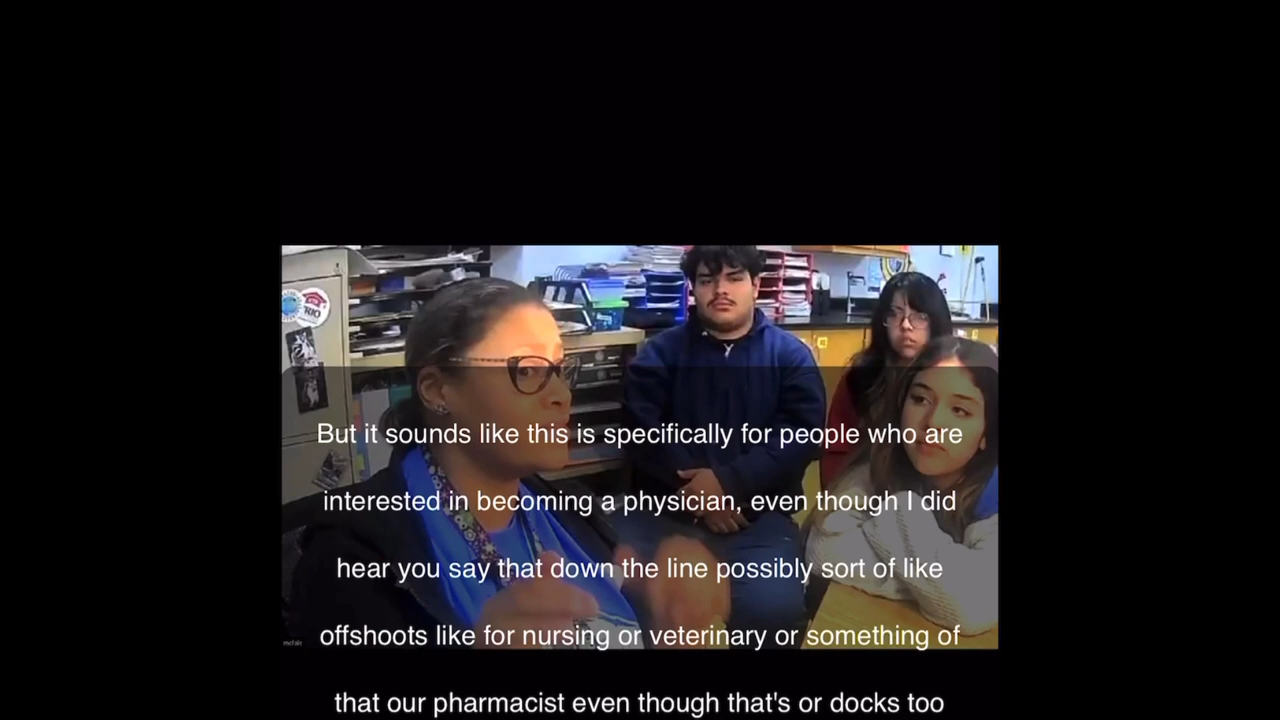 RIO
But it sounds like this is specifically for people who are
interested in becoming a physician, even though I did
hear you say that down the line possibly sort of like
offshoots like for nursing or veterinary or something of
that our pharmacist even though that's or docks too